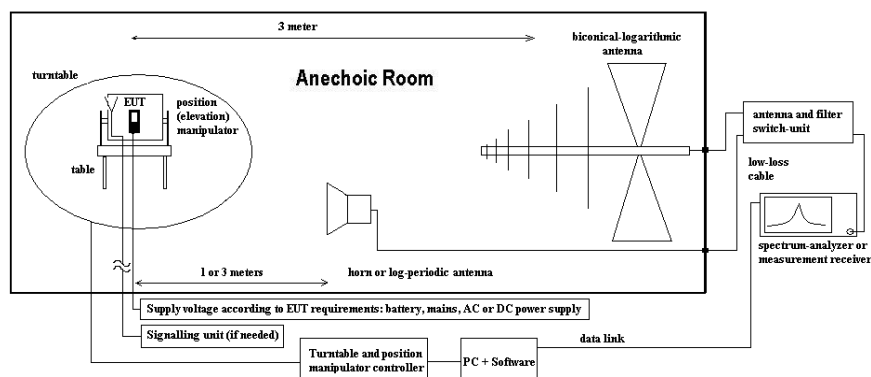 3 meter
biconical-logarithmic
antenna
turntable
Anechoic Room
EUT
position
(elevation)
manipulator
antenna and filter
switch-unit
table
low-loss
cable
spectrum-analyzer or
measurement receiver
1 or 3 meters
horn or log-periodic antenna
Supply voltage according to EUT requirements: battery, mains, AC or DC power supply
Signalling unit (if needed)
data link
Turntable and position
manipulator controller
PC + Software